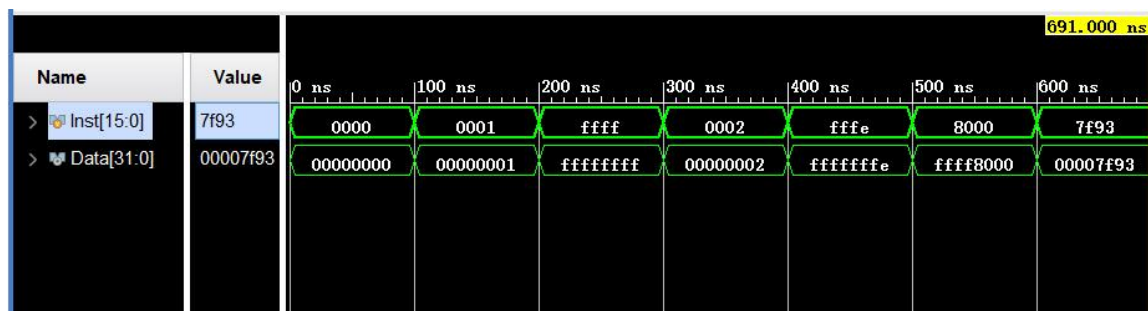 691.000 ns
Name Value 0 ns 100 ns 200 ns 300 ns 400 ns 500 ns 600 ns
Inst[15:0] 7f93 0000 0001 ffff 0002 fffe 8000 7f93
Data[31:0] 00007f93 00000000 00000001 ffffffff 00000002 fffffffe ffff8000 00007f93